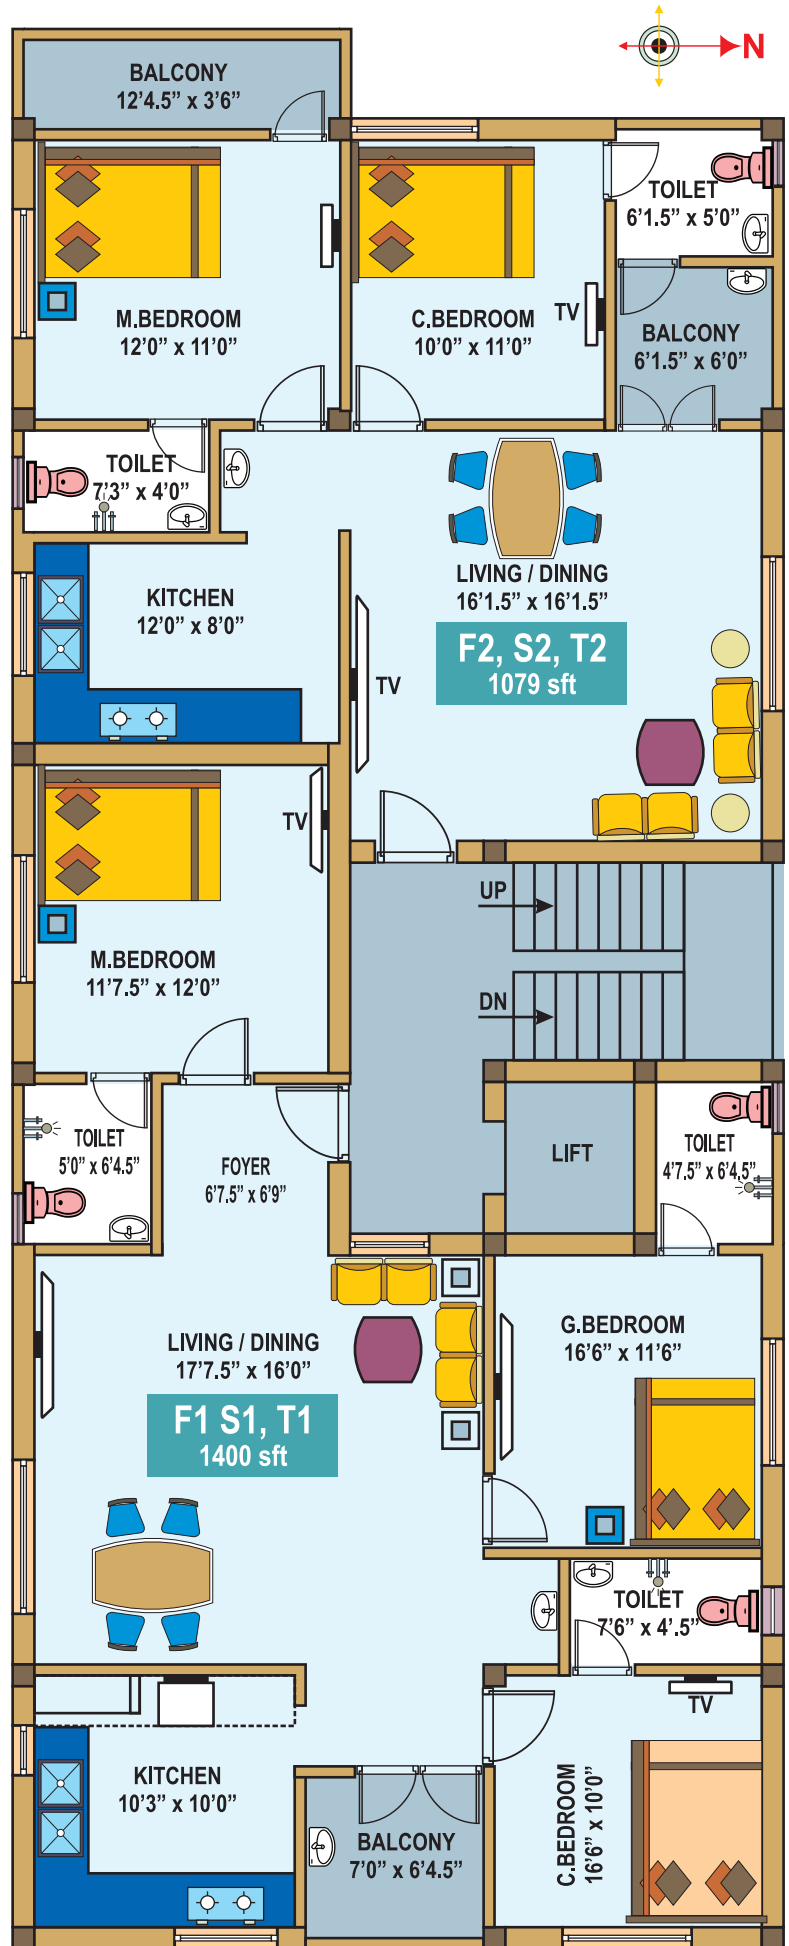 N
BALCONY
12'4.5” x 3'6”
TOILET
6’1.5” x 5’0”
M.BEDROOM
12’0” x 11’0”
C.BEDROOM
10’0” x 11’0”
TV
BALCONY
6’1.5” x 6’0”
TOILET
7’3” x 4’0”
LIVING / DINING
16’1.5” x 16’1.5”
KITCHEN
12’0” x 8’0”
F2, S2, T2
1079 sft
TV
TV
UP
M.BEDROOM
11’7.5” x 12’0”
DN
TOILET
5’0” x 6’4.5”
FOYER
6’7.5” x 6’9”
LIFT
TOILET
4’7.5” x 6’4.5”
LIVING / DINING
17’7.5” x 16’0”
G.BEDROOM
16’6” x 11’6”
F1 S1, T1
1400 sft
TOILET
7’6” x 4’.5”
TV
KITCHEN
10’3” x 10’0”
BALCONY
7’0” x 6’4.5”
C.BEDROOM
16’6” x 10’0”